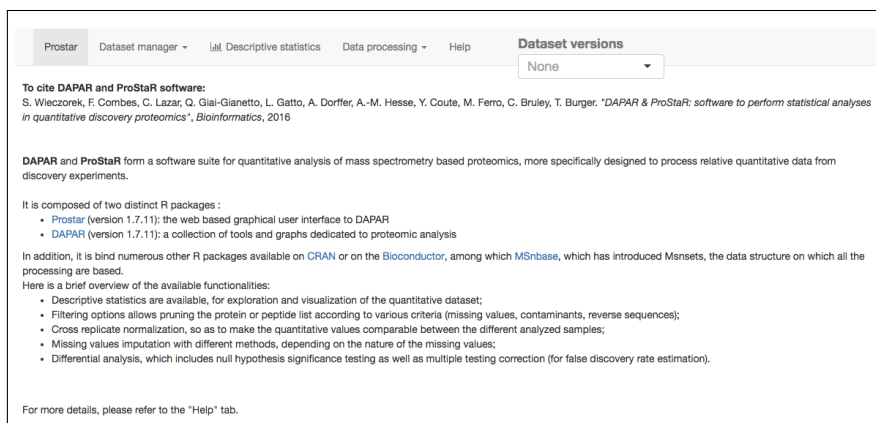 Prostar Dataset manager Descriptive statistics Data processing Help Dataset versions
None
To cite DAPAR and ProStaR software:
S. Wieczorek, F. Combes, C. Lazar, Q. Giai-Gianetto, L. Gatto, A. Dorffer, A.-M. Hesse, Y. Coute, M. Ferro, C. Bruley, T. Burger. "DAPAR & ProStaR: software to perform statistical analyses
in quantitative discovery proteomics", Bioinformatics, 2016
DAPAR and ProStaR form a software suite for quantitative analysis of mass spectrometry based proteomics, more specifically designed to process relative quantitative data from
discovery experiments.
It is composed of two distinct R packages :
• Prostar (version 1.7.11): the web based graphical user interface to DAPAR
• DAPAR (version 1.7.11): a collection of tools and graphs dedicated to proteomic analysis
In addition, it is bind numerous other R packages available on CRAN or on the Bioconductor, among which MSnbase, which has introduced Msnsets, the data structure on which all the
processing are based.
Here is a brief overview of the available functionalities:
• Descriptive statistics are available, for exploration and visualization of the quantitative dataset;
• Filtering options allows pruning the protein or peptide list according to various criteria (missing values, contaminants, reverse sequences);
• Cross replicate normalization, so as to make the quantitative values comparable between the different analyzed samples;
• Missing values imputation with different methods, depending on the nature of the missing values;
• Differential analysis, which includes null hypothesis significance testing as well as multiple testing correction (for false discovery rate estimation).
For more details, please refer to the "Help" tab.